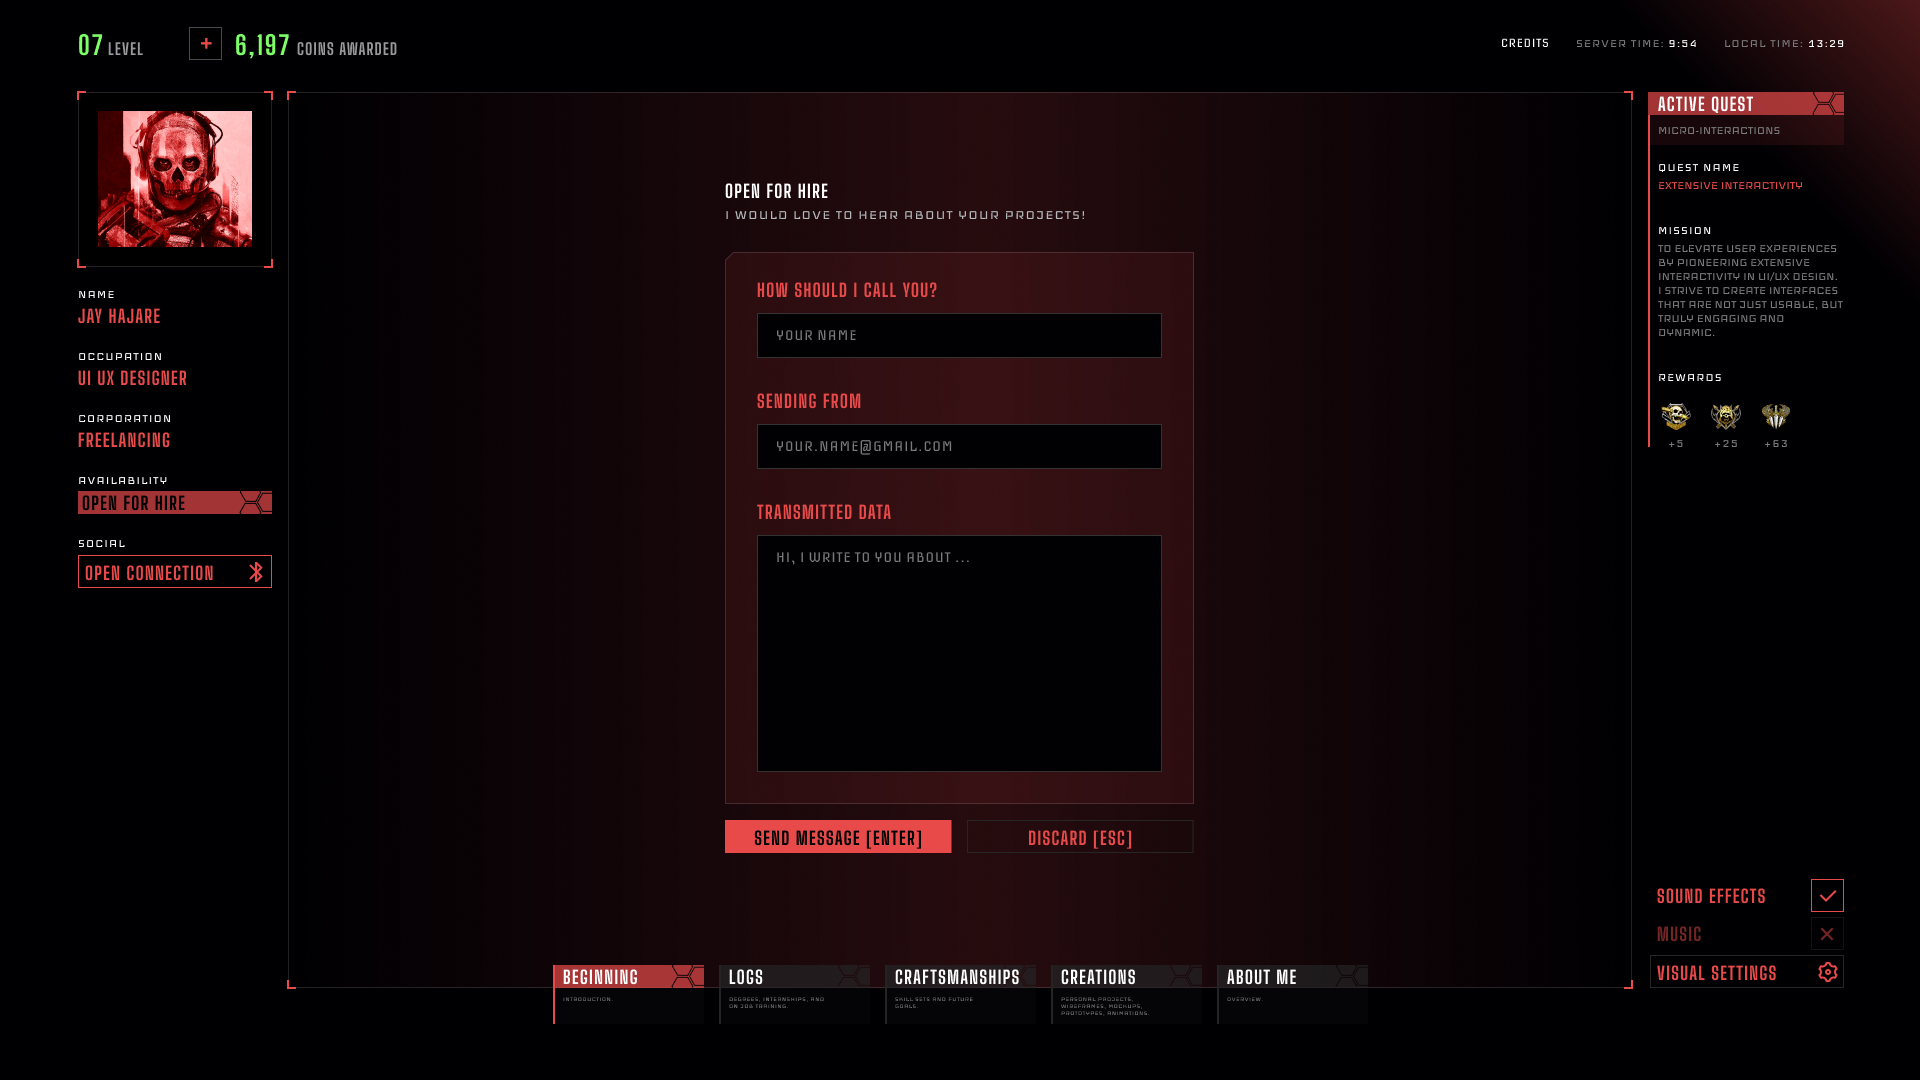 07 LEVEL
+ 6,197 COINS AWARDED
CREDITS
SERVER TIME: 9:54
LOCAL TIME: 13:29
NAME
JAY HAJARE
OCCUPATION
UI UX DESIGNER
CORPORATION
FREELANCING
AVAILABILITY
OPEN FOR HIRE
SOCIAL
OPEN CONNECTION
OPEN FOR HIRE
I WOULD LOVE TO HEAR ABOUT YOUR PROJECTS!
HOW SHOULD I CALL YOU?
YOUR NAME
SENDING FROM
YOUR.NAME@GMAIL.COM
TRANSMITTED DATA
HI, I WRITE TO YOU ABOUT ...
SEND MESSAGE [ENTER]
DISCARD [ESC]
ACTIVE QUEST
MICRO-INTERACTIONS
QUEST NAME
EXTENSIVE INTERACTIVITY
MISSION
TO ELEVATE USER EXPERIENCES
BY PIONEERING EXTENSIVE
INTERACTIVITY IN UI/UX DESIGN.
I STRIVE TO CREATE INTERFACES
THAT ARE NOT JUST USABLE, BUT
TRULY ENGAGING AND
DYNAMIC.
REWARDS
+5
+25
+63
SOUND EFFECTS
MUSIC
VISUAL SETTINGS
BEGINNING
INTRODUCTION.
LOGS
DEGREES, INTERNSHIPS, AND
ON JOB TRAINING.
CRAFTSMANSHIPS
SKILL SETS AND FUTURE
GOALS.
CREATIONS
PERSONAL PROJECTS,
WIREFRAMES, MOCKUPS,
PROTOTYPES, ANIMATIONS.
ABOUT ME
OVERVIEW.